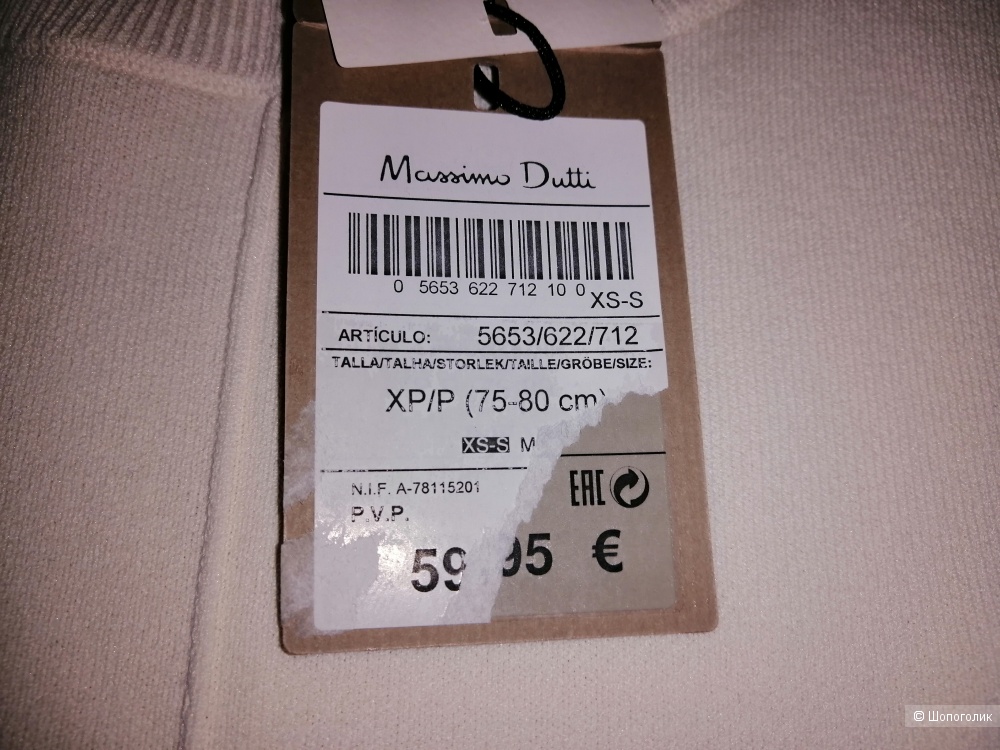 Massimo Dutti
0 5653 622 712 10 0
XS-S
ARTÍCULO: 5653/622/712
TALLA/TALHA/STORLEK/TAILLE/GRÖBE/SIZE:
XP/P (75-80 cm)
XS-S M
N.I.F. A-78115201
EAC
P.V.P.
59,95 €
© Шопоголик